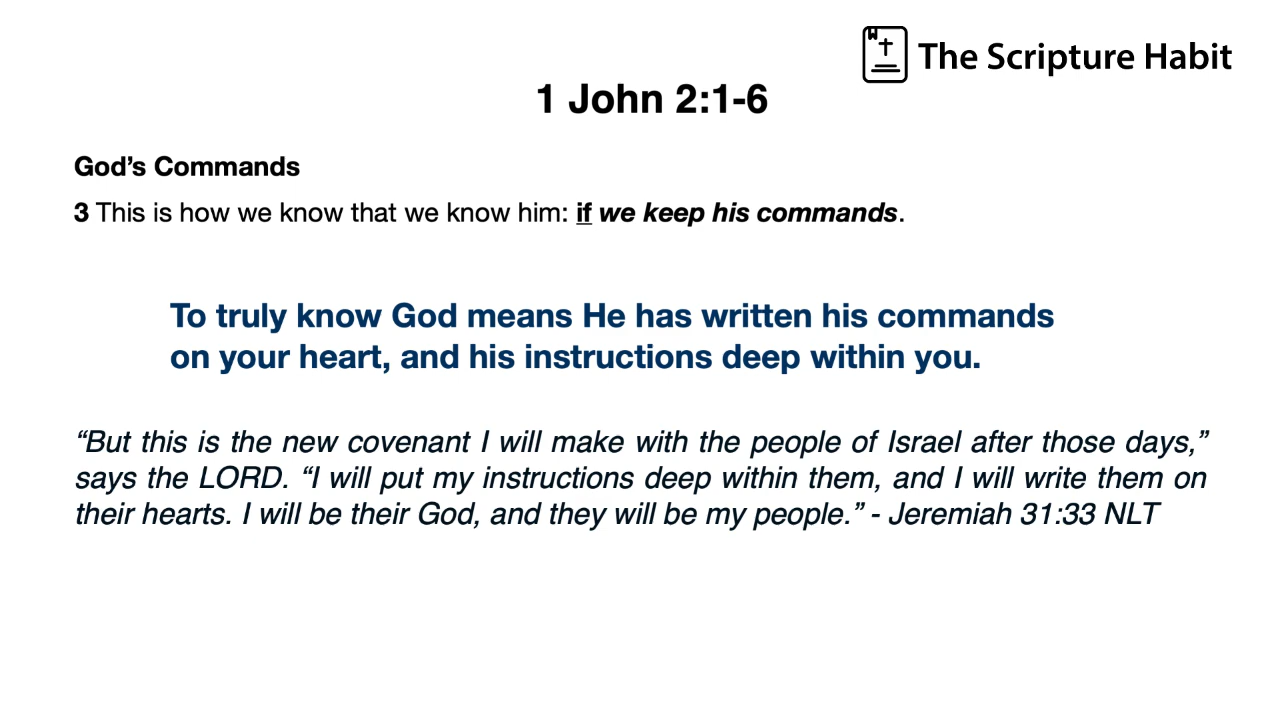 The Scripture Habit
1 John 2:1-6
God’s Commands
3 This is how we know that we know him: if we keep his commands.
To truly know God means He has written his commands
on your heart, and his instructions deep within you.
“But this is the new covenant I will make with the people of Israel after those days,”
says the LORD. “I will put my instructions deep within them, and I will write them on
their hearts. I will be their God, and they will be my people.” - Jeremiah 31:33 NLT